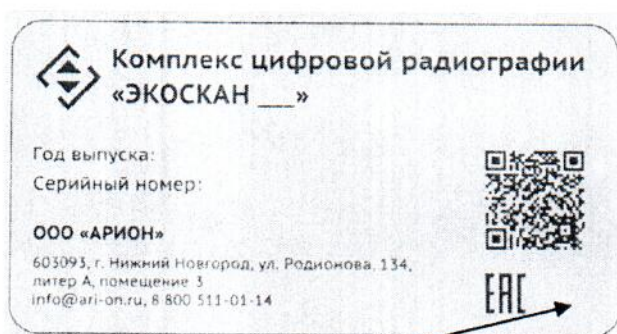 Комплекс цифровой радиографии
«ЭКОСКАН ___»
Год выпуска:
Серийный номер:
ООО «АРИОН»
603093, г. Нижний Новгород, ул. Родионова, 134,
литер А, помещение 3
info@ari-on.ru, 8 800 511-01-14
EAC